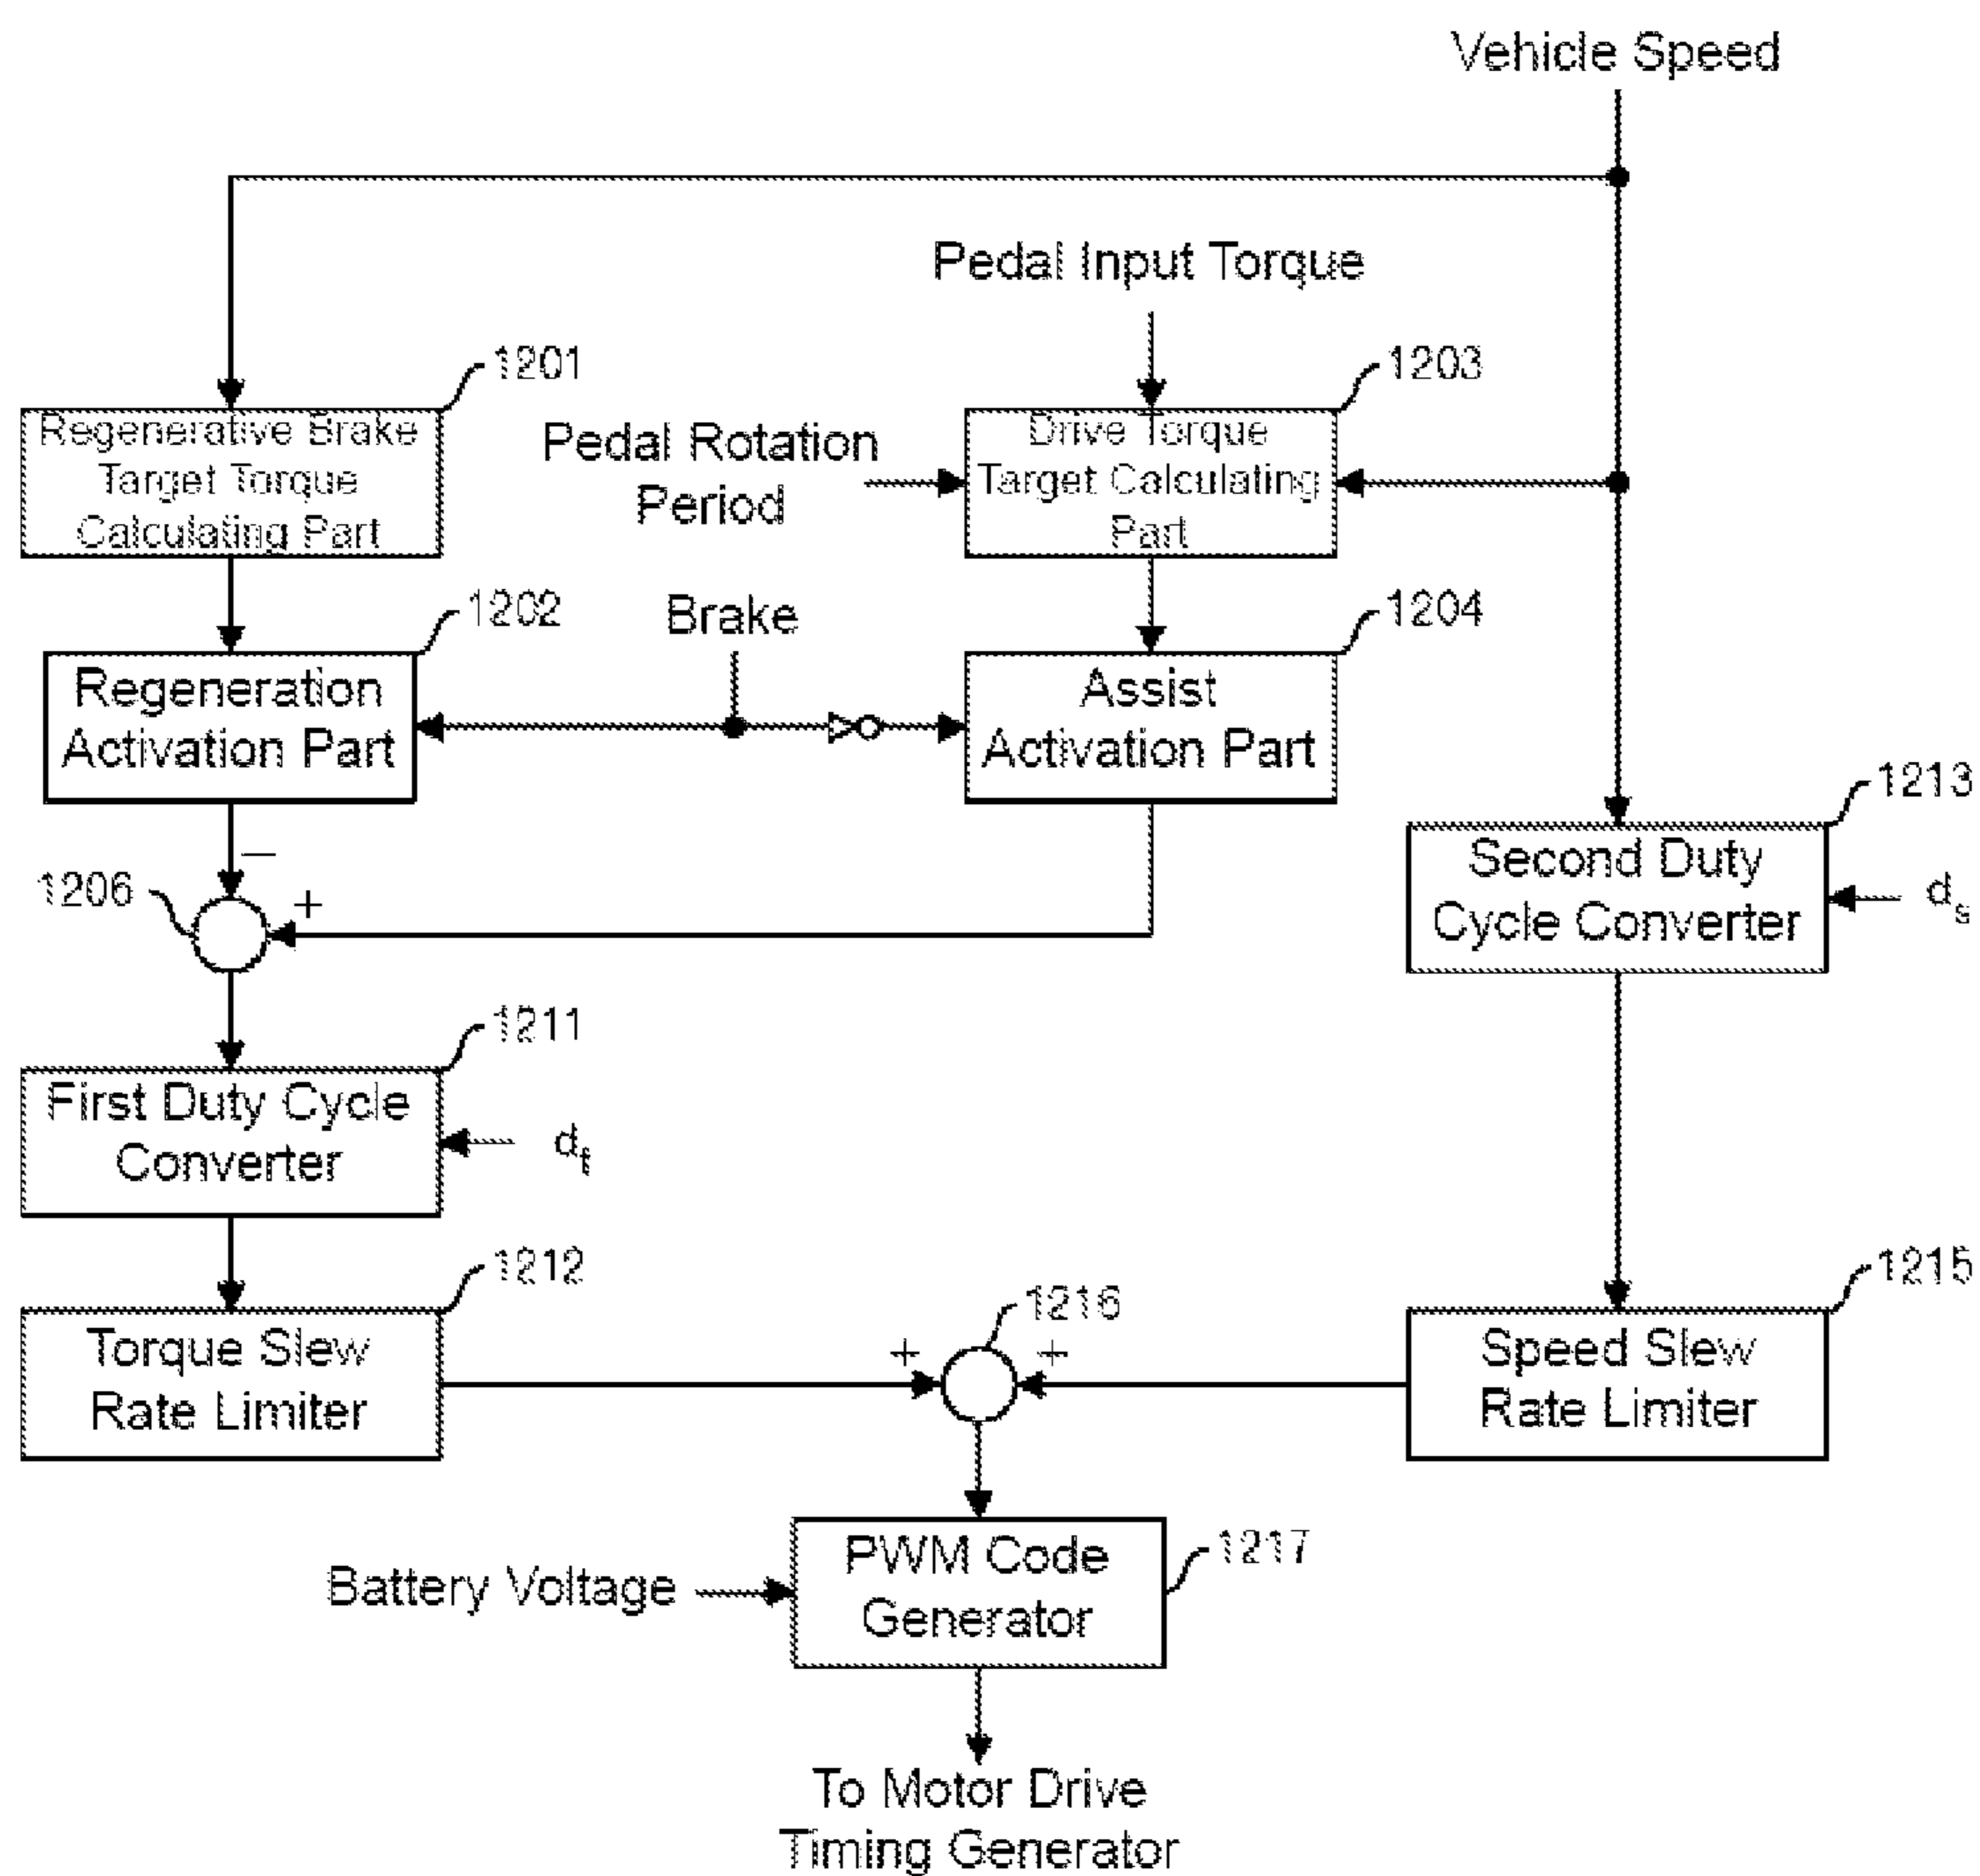 Vehicle Speed
Pedal Input Torque
1201
1203
Regenerative Brake
Target Torque
Calculating Part
Pedal Rotation
Period
Drive Torque
Target Calculating
Part
1202
Brake
1204
Regeneration
Activation Part
Assist
Activation Part
1213
Second Duty
Cycle Converter
ds
−
1206
+
1211
First Duty Cycle
Converter
df
1212
Torque Slew
Rate Limiter
1216
+
+
1215
Speed Slew
Rate Limiter
Battery Voltage
PWM Code
Generator
1217
To Motor Drive
Timing Generator